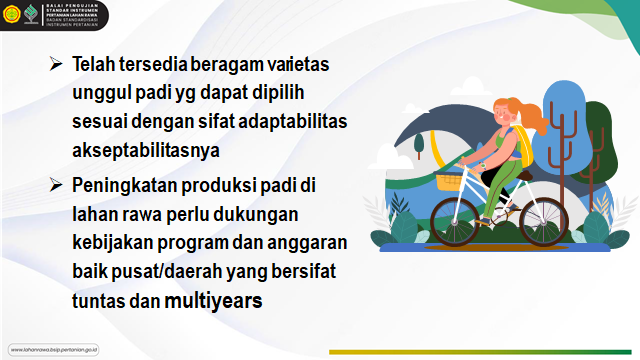 BALAI PENGUJIAN
STANDAR INSTRUMEN
PERTANIAN LAHAN RAWA
BADAN STANDARDISASI
INSTRUMEN PERTANIAN
➢ Telah tersedia beragam varietas
unggul padi yg dapat dipilih
sesuai dengan sifat adaptabilitas
akseptabilitasnya
➢ Peningkatan produksi padi di
lahan rawa perlu dukungan
kebijakan program dan anggaran
baik pusat/daerah yang bersifat
tuntas dan multiyears
www.lahanrawa.bsip.pertanian.go.id